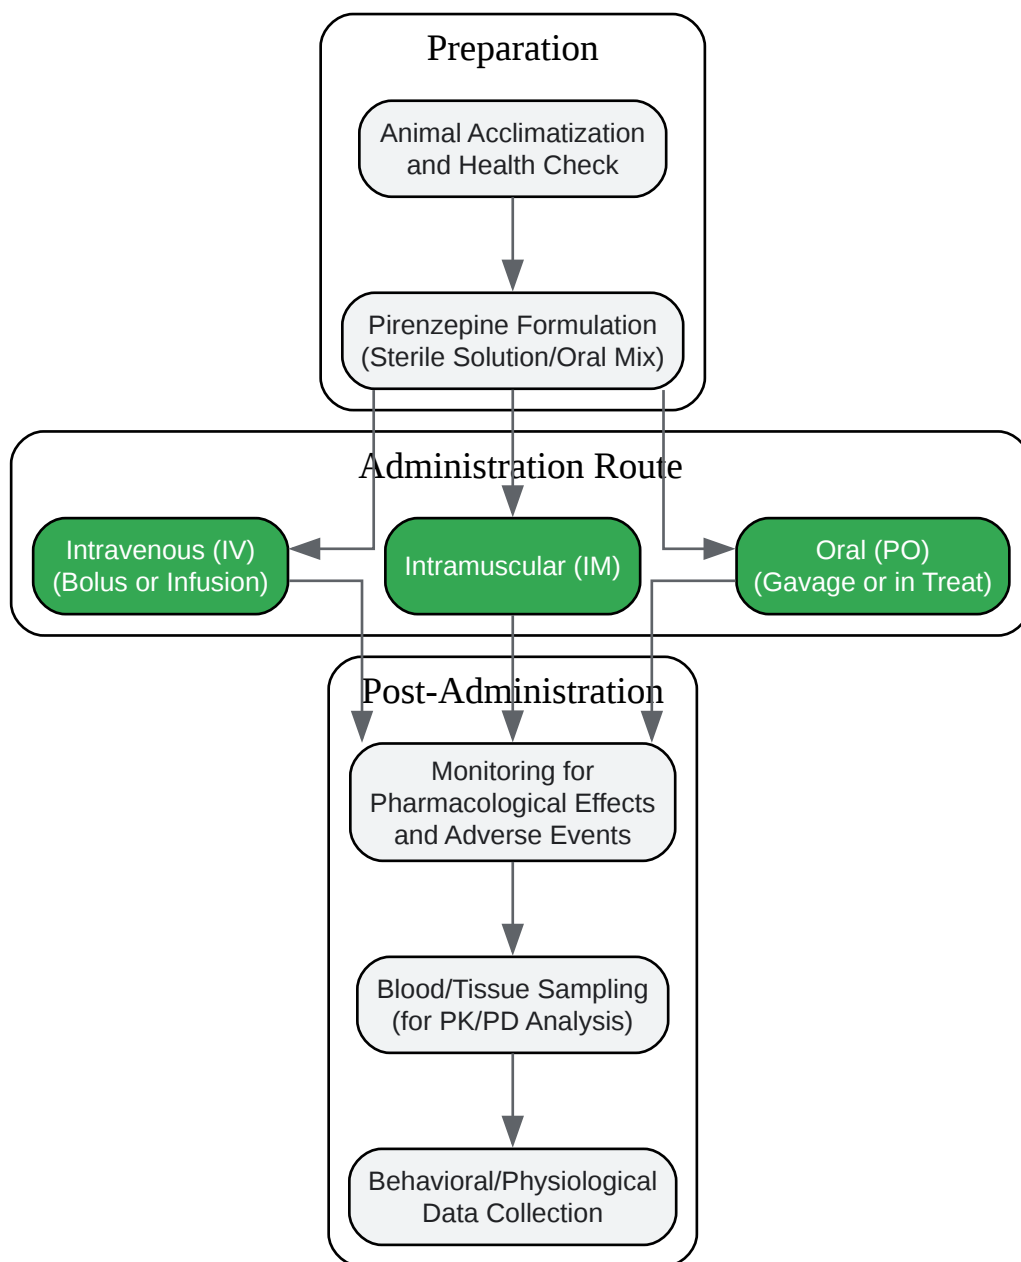 Preparation
Animal Acclimatization
and Health Check
Pirenzepine Formulation
(Sterile Solution/Oral Mix)
Administration Route
Intravenous (IV)
(Bolus or Infusion)
Intramuscular (IM)
Oral (PO)
(Gavage or in Treat)
Post-Administration
Monitoring for
Pharmacological Effects
and Adverse Events
Blood/Tissue Sampling
(for PK/PD Analysis)
Behavioral/Physiological
Data Collection